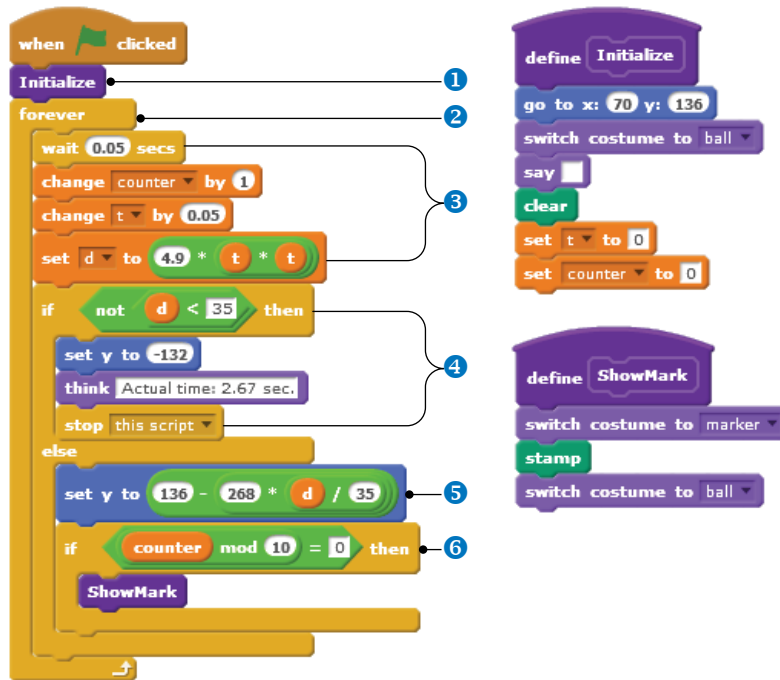 when clicked
Initialize
1
forever
2
wait 0.05 secs
change counter by 1
change t by 0.05
set d to 4.9 * t * t
3
if not d < 35 then
set y to -132
think Actual time: 2.67 sec.
stop this script
4
else
set y to 136 - 268 * d / 35
5
if counter mod 10 = 0 then
6
ShowMark
define Initialize
go to x: 70 y: 136
switch costume to ball
say
clear
set t to 0
set counter to 0
define ShowMark
switch costume to marker
stamp
switch costume to ball